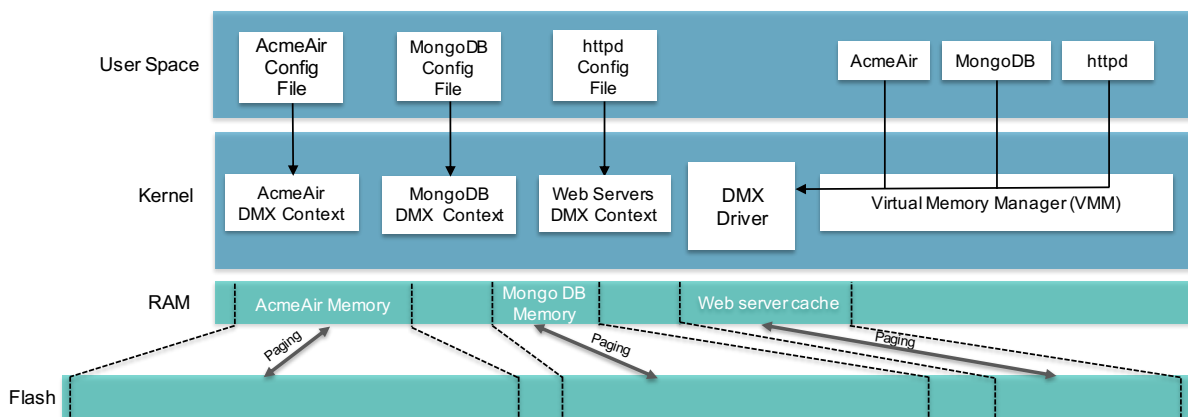 User Space
AcmeAir
Config
File
MongoDB
Config
File
httpd
Config
File
AcmeAir
MongoDB
httpd
Kernel
AcmeAir
DMX Context
MongoDB
DMX Context
Web Servers
DMX Context
DMX
Driver
Virtual Memory Manager (VMM)
RAM
AcmeAir Memory
Mongo DB
Memory
Web server cache
Paging
Paging
Paging
Flash